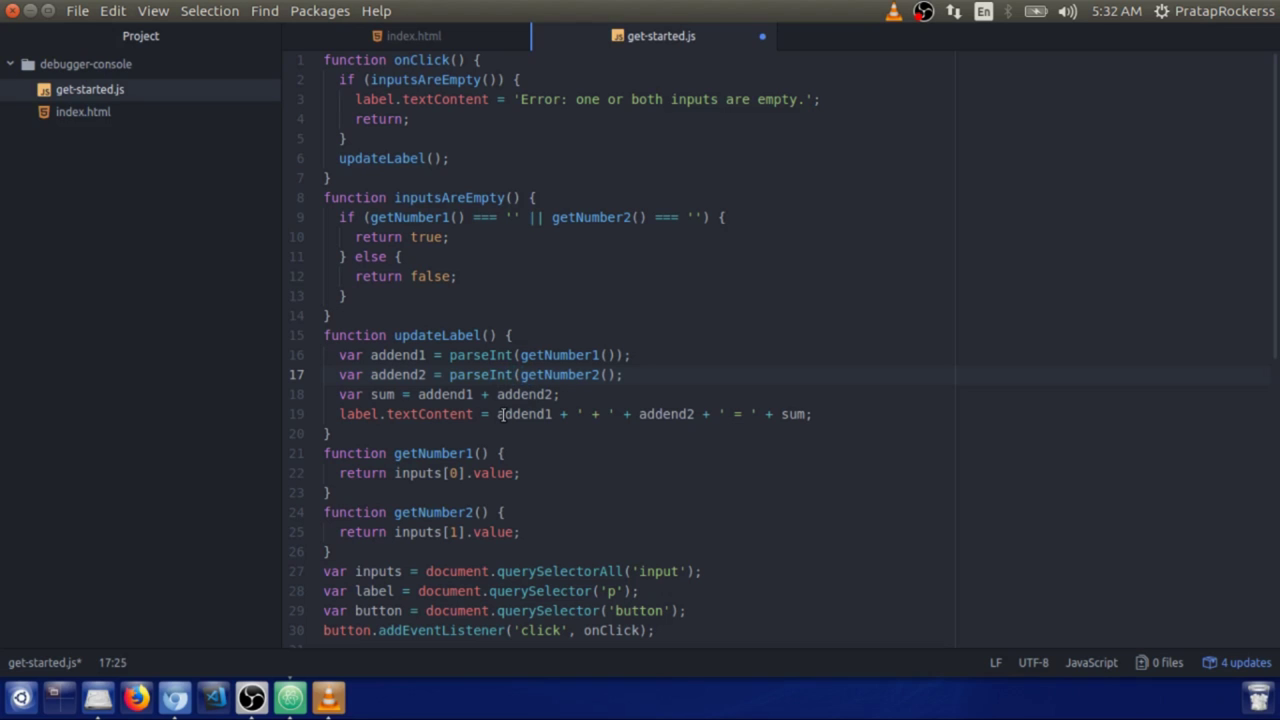 File Edit View Selection Find Packages Help En 5:32 AM PratapRockerss
Project index.html get-started.js
debugger-console
get-started.js
index.html
1 function onClick() {
2 if (inputsAreEmpty()) {
3 label.textContent = 'Error: one or both inputs are empty.';
4 return;
5 }
6 updateLabel();
7 }
8 function inputsAreEmpty() {
9 if (getNumber1() === '' || getNumber2() === '') {
10 return true;
11 } else {
12 return false;
13 }
14 }
15 function updateLabel() {
16 var addend1 = parseInt(getNumber1());
17 var addend2 = parseInt(getNumber2();
18 var sum = addend1 + addend2;
19 label.textContent = addend1 + ' + ' + addend2 + ' = ' + sum;
20 }
21 function getNumber1() {
22 return inputs[0].value;
23 }
24 function getNumber2() {
25 return inputs[1].value;
26 }
27 var inputs = document.querySelectorAll('input');
28 var label = document.querySelector('p');
29 var button = document.querySelector('button');
30 button.addEventListener('click', onClick);
get-started.js* 17:25 LF UTF-8 JavaScript 0 files 4 updates